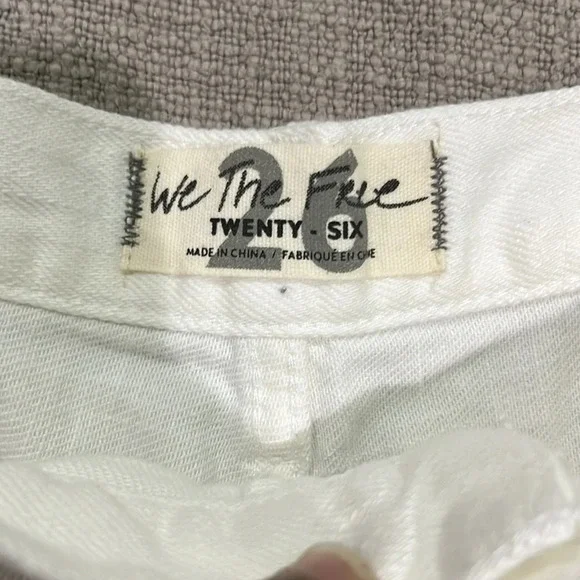 26
We The Free
TWENTY - SIX
MADE IN CHINA / FABRIQUÉ EN CHINE